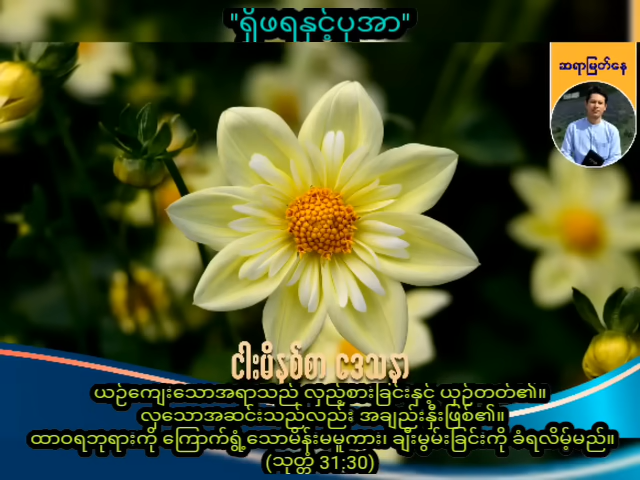 "ရှိဖရနှင့်ပုအာ"
ဆရာမြတ်နေ
ငါးမိနစ်စာ ဒေသနာ
ယဉ်ကျေးသောအရာသည် လှည့်စားခြင်းနှင့် ယှဉ်တတ်၏။
လှသောအဆင်းသည်လည်း အချည်းနှီးဖြစ်၏။
ထာဝရဘုရားကို ကြောက်ရွံ့သောမိန်းမမူကား၊ ချီးမွမ်းခြင်းကို ခံရလိမ့်မည်။
(သုတ္တံ 31:30)